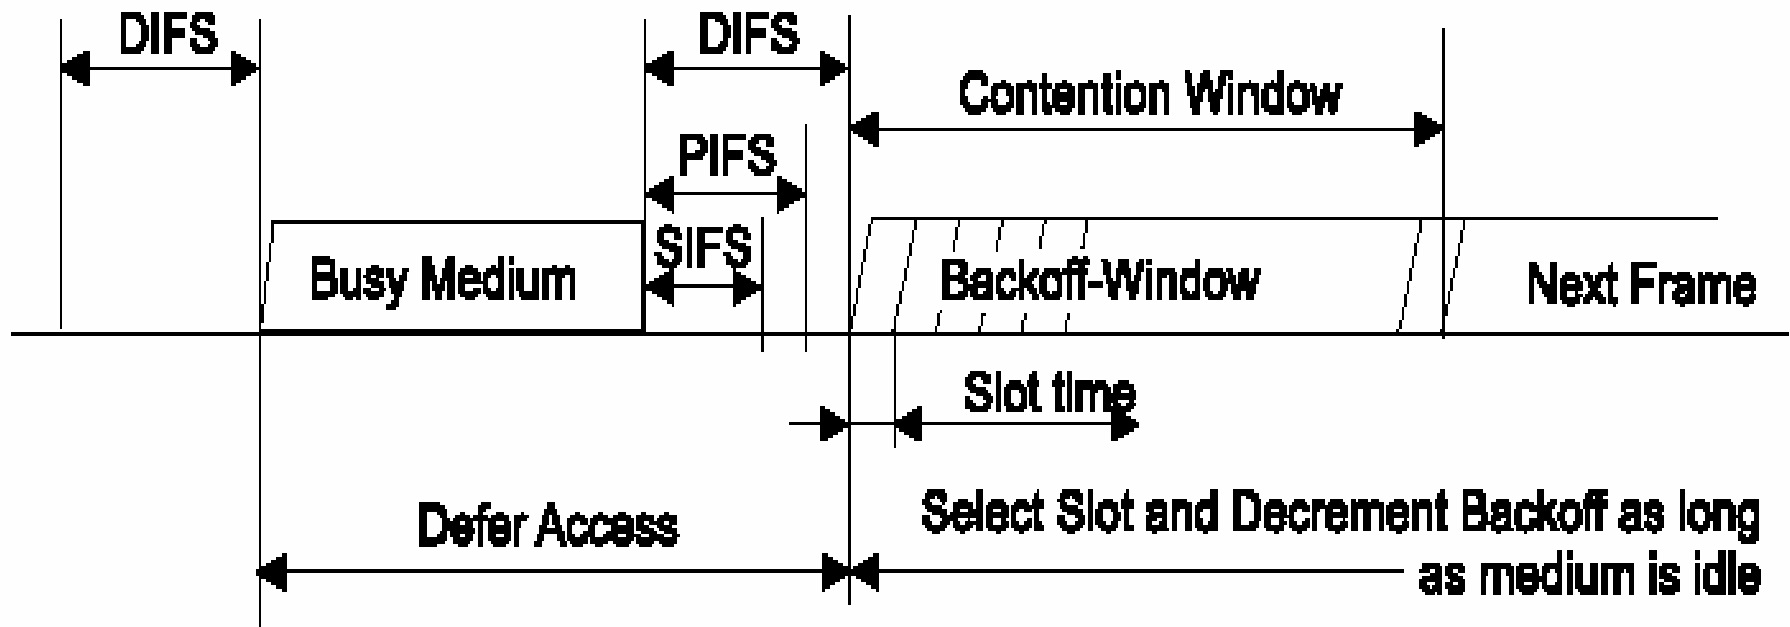 DIFS
DIFS
Contention Window
PIFS
SIFS
Busy Medium
Backoff-Window
Next Frame
Slot time
Defer Access
Select Slot and Decrement Backoff as long
as medium is idle